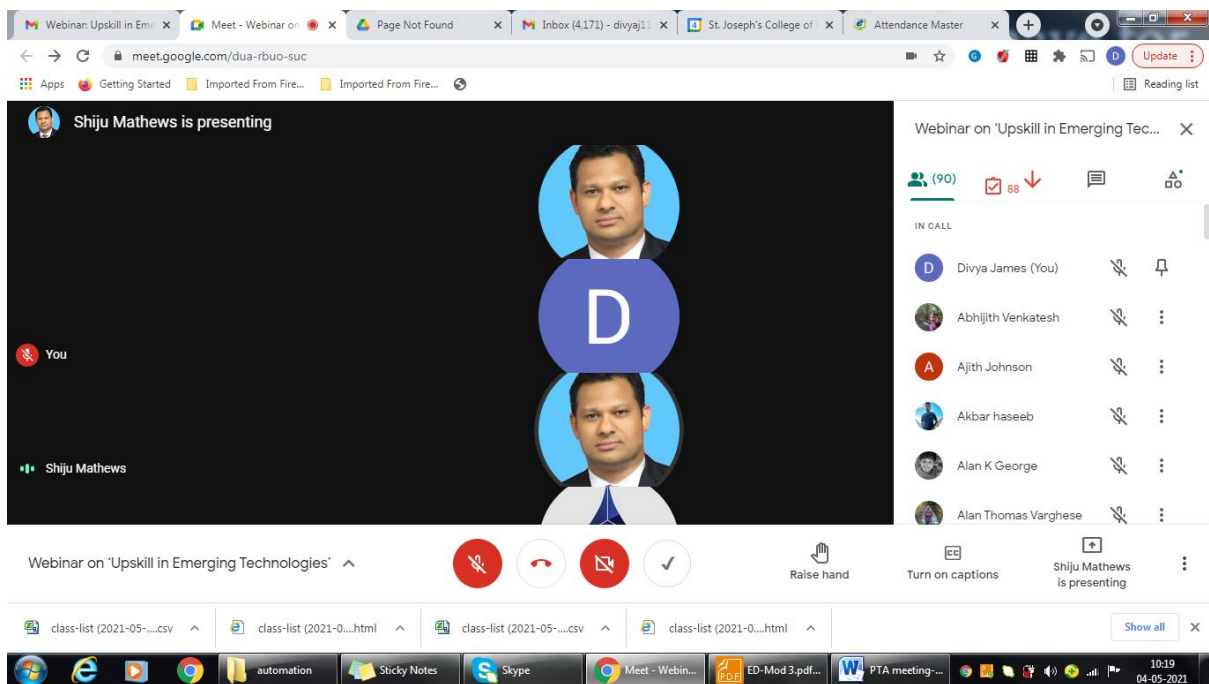 Webinar: Upskill in Eme
Meet - Webinar on
Page Not Found
Inbox (4,171) - divyaj11
St. Joseph's College of
Attendance Master
meet.google.com/dua-rbuo-suc
D
Update
Apps
Getting Started
Imported From Fire...
Imported From Fire...
Reading list
Shiju Mathews is presenting
D
You
Shiju Mathews
Webinar on 'Upskill in Emerging Tec...
(90)
88
IN CALL
D Divya James (You)
Abhijith Venkatesh
A Ajith Johnson
Akbar haseeb
Alan K George
Alan Thomas Varghese
Webinar on 'Upskill in Emerging Technologies'
Raise hand
CC
Turn on captions
Shiju Mathews
is presenting
class-list (2021-05-....csv
class-list (2021-0....html
class-list (2021-05-....csv
class-list (2021-0....html
Show all
automation
Sticky Notes
Skype
Meet - Webin...
ED-Mod 3.pdf...
PTA meeting-...
10:19
04-05-2021